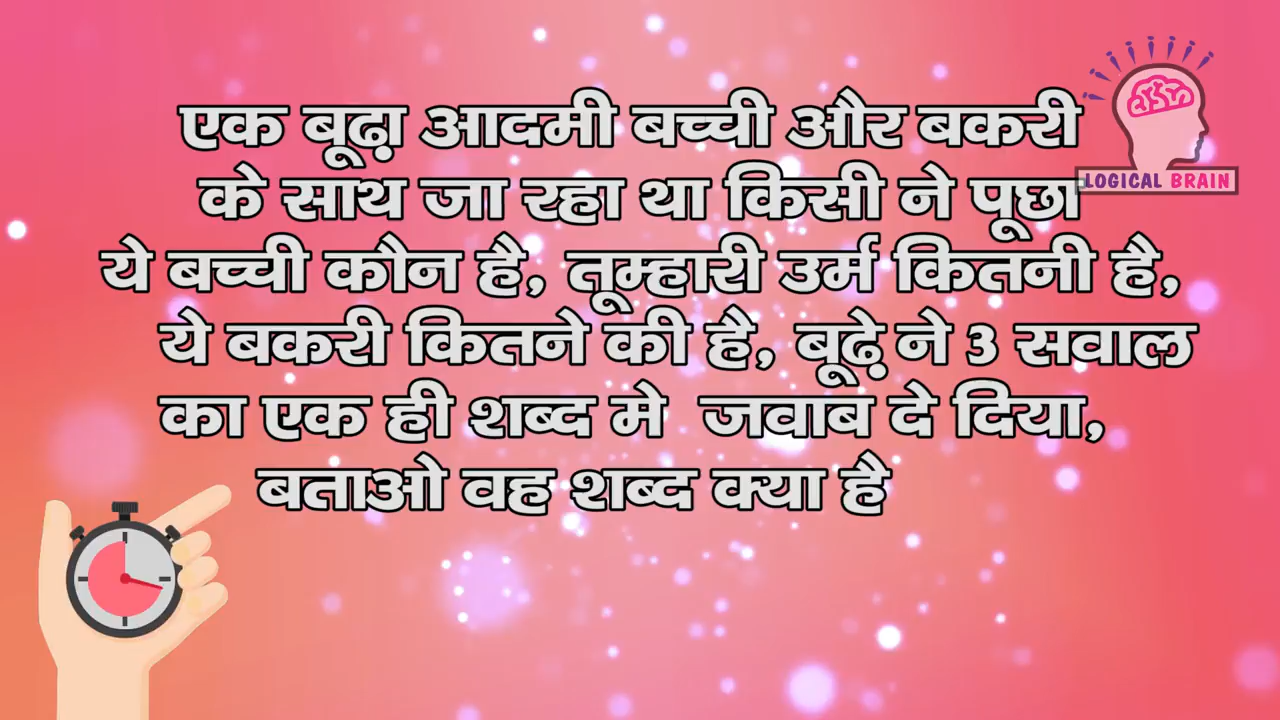 एक बूढ़ा आदमी बच्ची और बकरी
के साथ जा रहा था किसी ने पूछा
ये बच्ची कौन है, तूम्हारी उर्म कितनी है,
ये बकरी कितने की है, बूढ़े ने 3 सवाल
का एक ही शब्द मे जवाब दे दिया,
बताओ वह शब्द क्या है
LOGICAL BRAIN